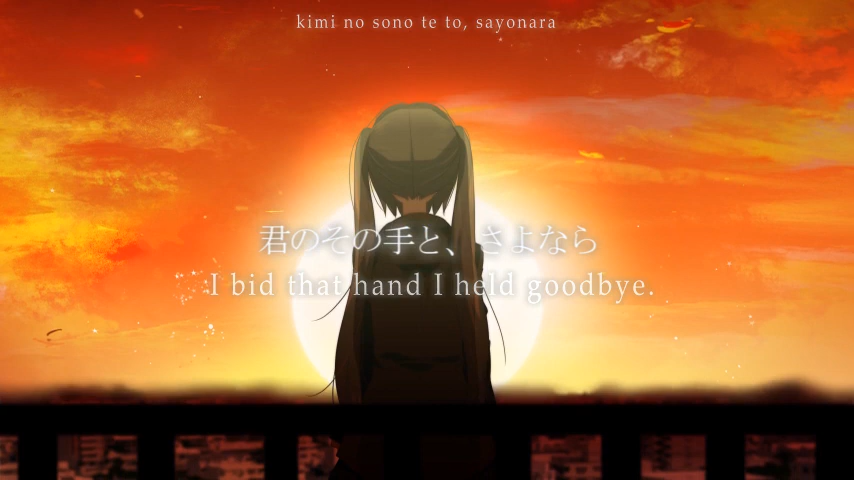 kimi no sono te to, sayonara
君のその手と、さよなら
I bid that hand I held goodbye.